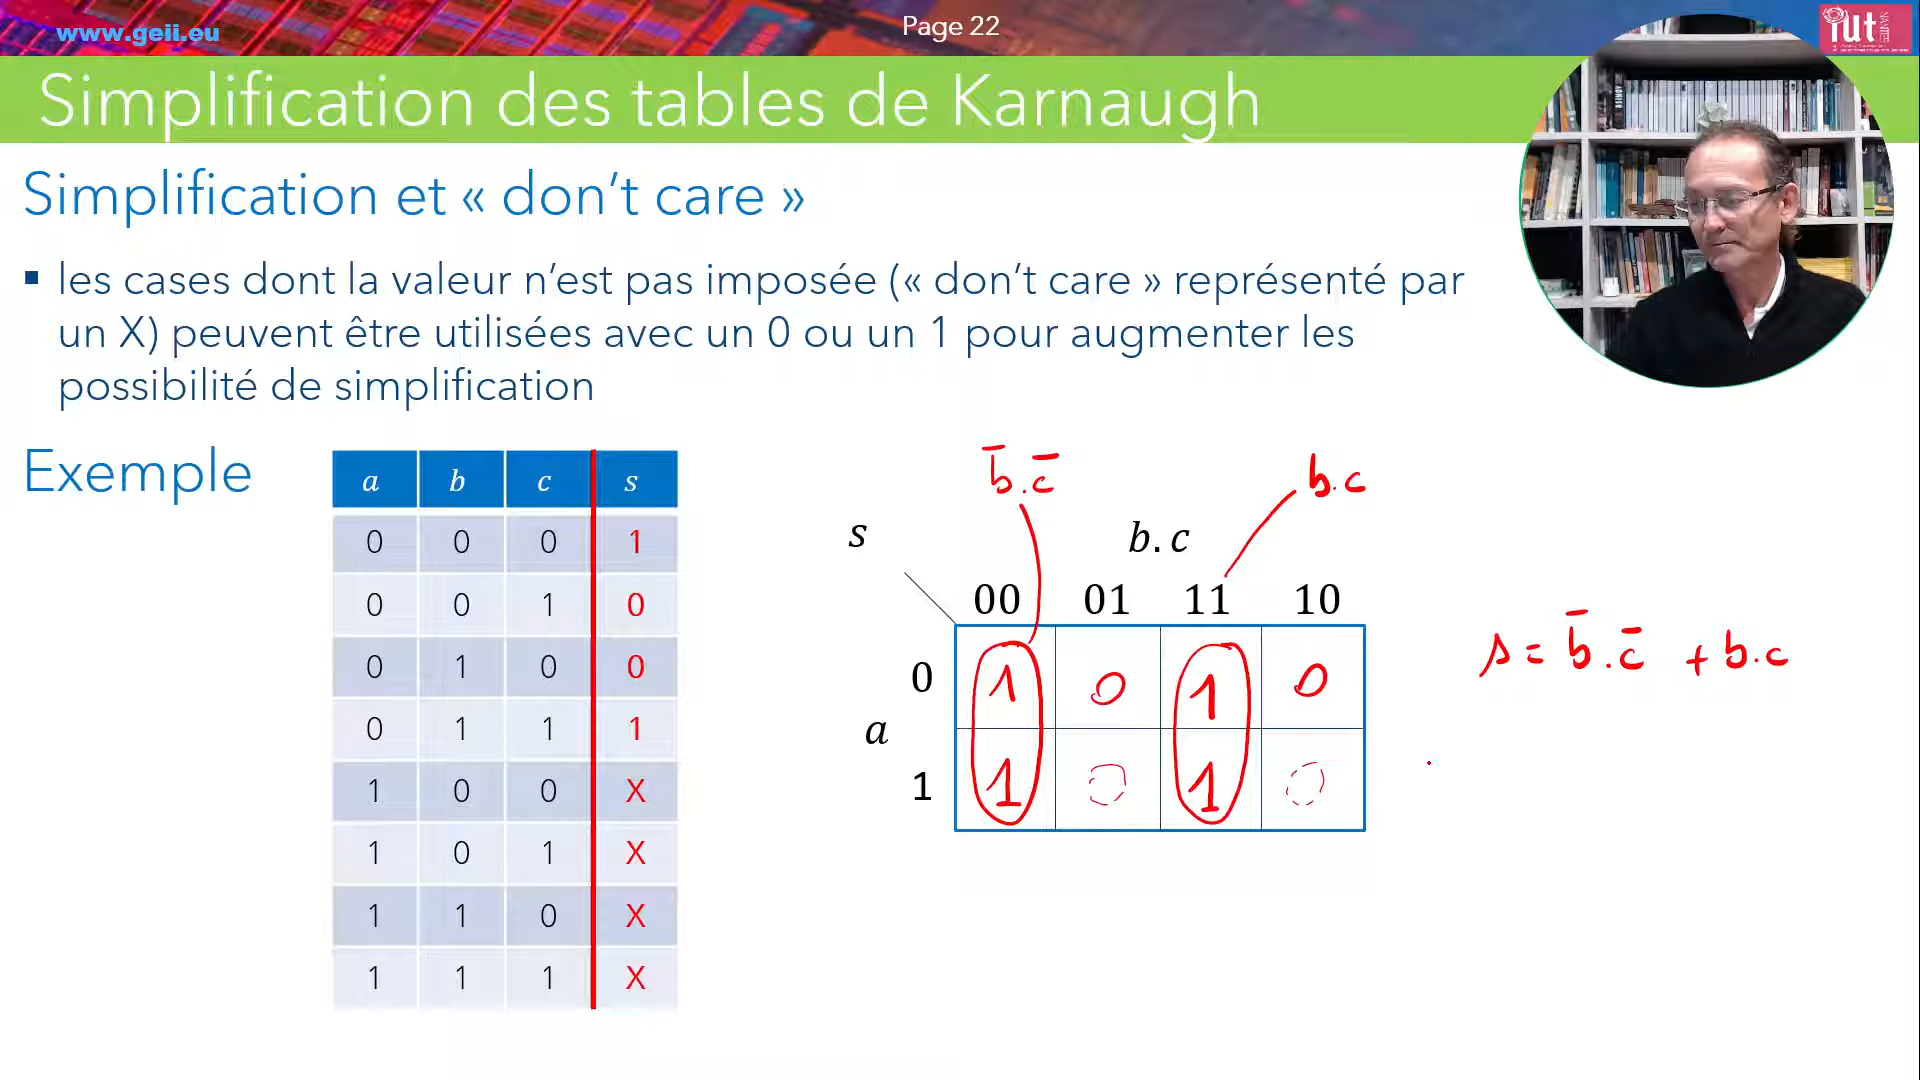 www.geii.eu
Page 22
iut
NANTES
Simplification des tables de Karnaugh
Simplification et « don’t care »
▪ les cases dont la valeur n’est pas imposée (« don’t care » représenté par
un X) peuvent être utilisées avec un 0 ou un 1 pour augmenter les
possibilité de simplification
Exemple
a b c s
0 0 0 1
0 0 1 0
0 1 0 0
0 1 1 1
1 0 0 X
1 0 1 X
1 1 0 X
1 1 1 X
b̅.c̅ b.c
s b.c
00 01 11 10
0 1 0 1 0
a
1 1 0 1 0
s = b̅.c̅ + b.c